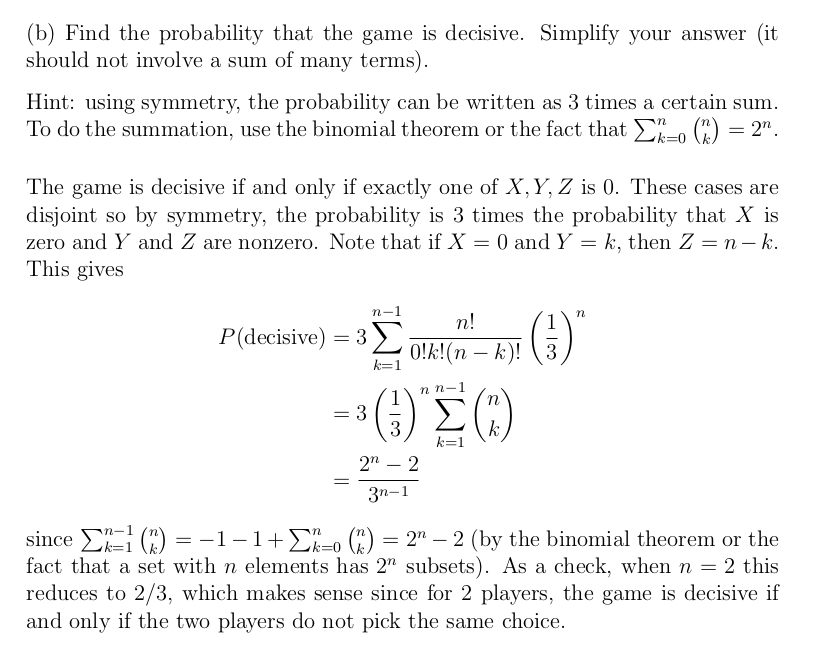 (b) Find the probability that the game is decisive. Simplify your answer (it
should not involve a sum of many terms).
Hint: using symmetry, the probability can be written as 3 times a certain sum.
To do the summation, use the binomial theorem or the fact that $\sum_{k=0}^{n} \binom{n}{k} = 2^n$.
The game is decisive if and only if exactly one of $X, Y, Z$ is 0. These cases are
disjoint so by symmetry, the probability is 3 times the probability that $X$ is
zero and $Y$ and $Z$ are nonzero. Note that if $X = 0$ and $Y = k$, then $Z = n - k$.
This gives
$P(\text{decisive}) = 3 \sum_{k=1}^{n-1} \frac{n!}{0!k!(n-k)!} \left(\frac{1}{3}\right)^n$
$= 3 \left(\frac{1}{3}\right)^n \sum_{k=1}^{n-1} \binom{n}{k}$
$= \frac{2^n - 2}{3^{n-1}}$
since $\sum_{k=1}^{n-1} \binom{n}{k} = -1 - 1 + \sum_{k=0}^{n} \binom{n}{k} = 2^n - 2$ (by the binomial theorem or the
fact that a set with $n$ elements has $2^n$ subsets). As a check, when $n = 2$ this
reduces to 2/3, which makes sense since for 2 players, the game is decisive if
and only if the two players do not pick the same choice.